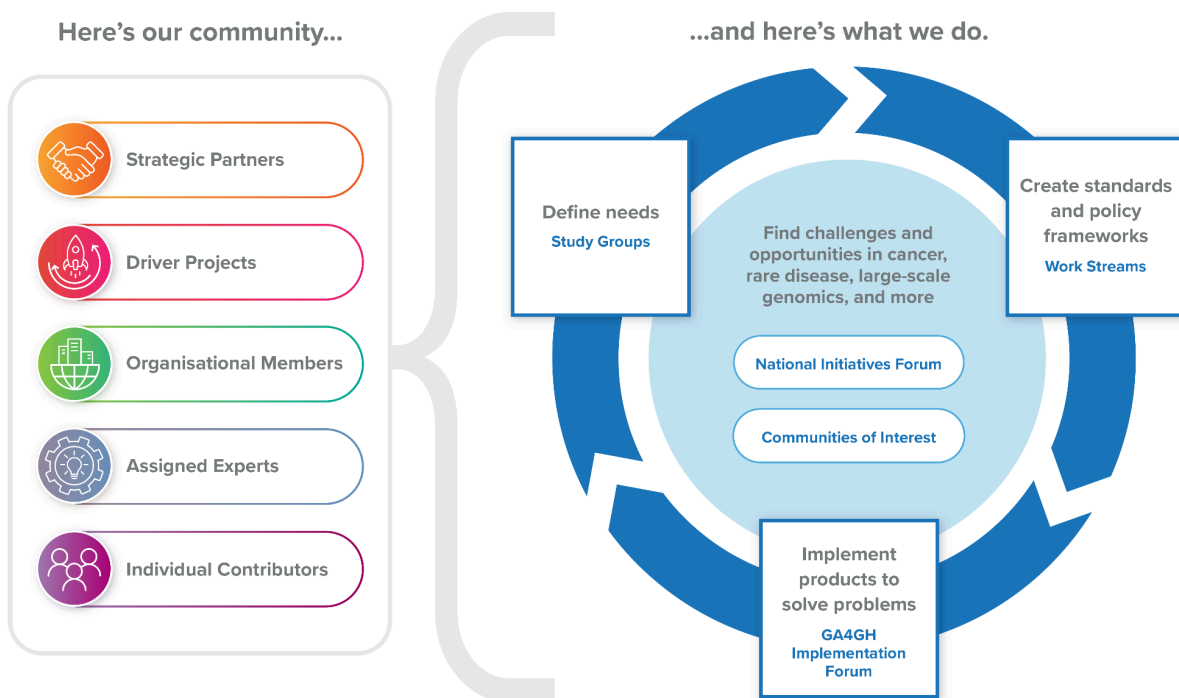 Here’s our community...
Strategic Partners
Driver Projects
Organisational Members
Assigned Experts
Individual Contributors
...and here’s what we do.
Define needs
Study Groups
Create standards
and policy
frameworks
Work Streams
Find challenges and
opportunities in cancer,
rare disease, large-scale
genomics, and more
National Initiatives Forum
Communities of Interest
Implement
products to
solve problems
GA4GH
Implementation
Forum